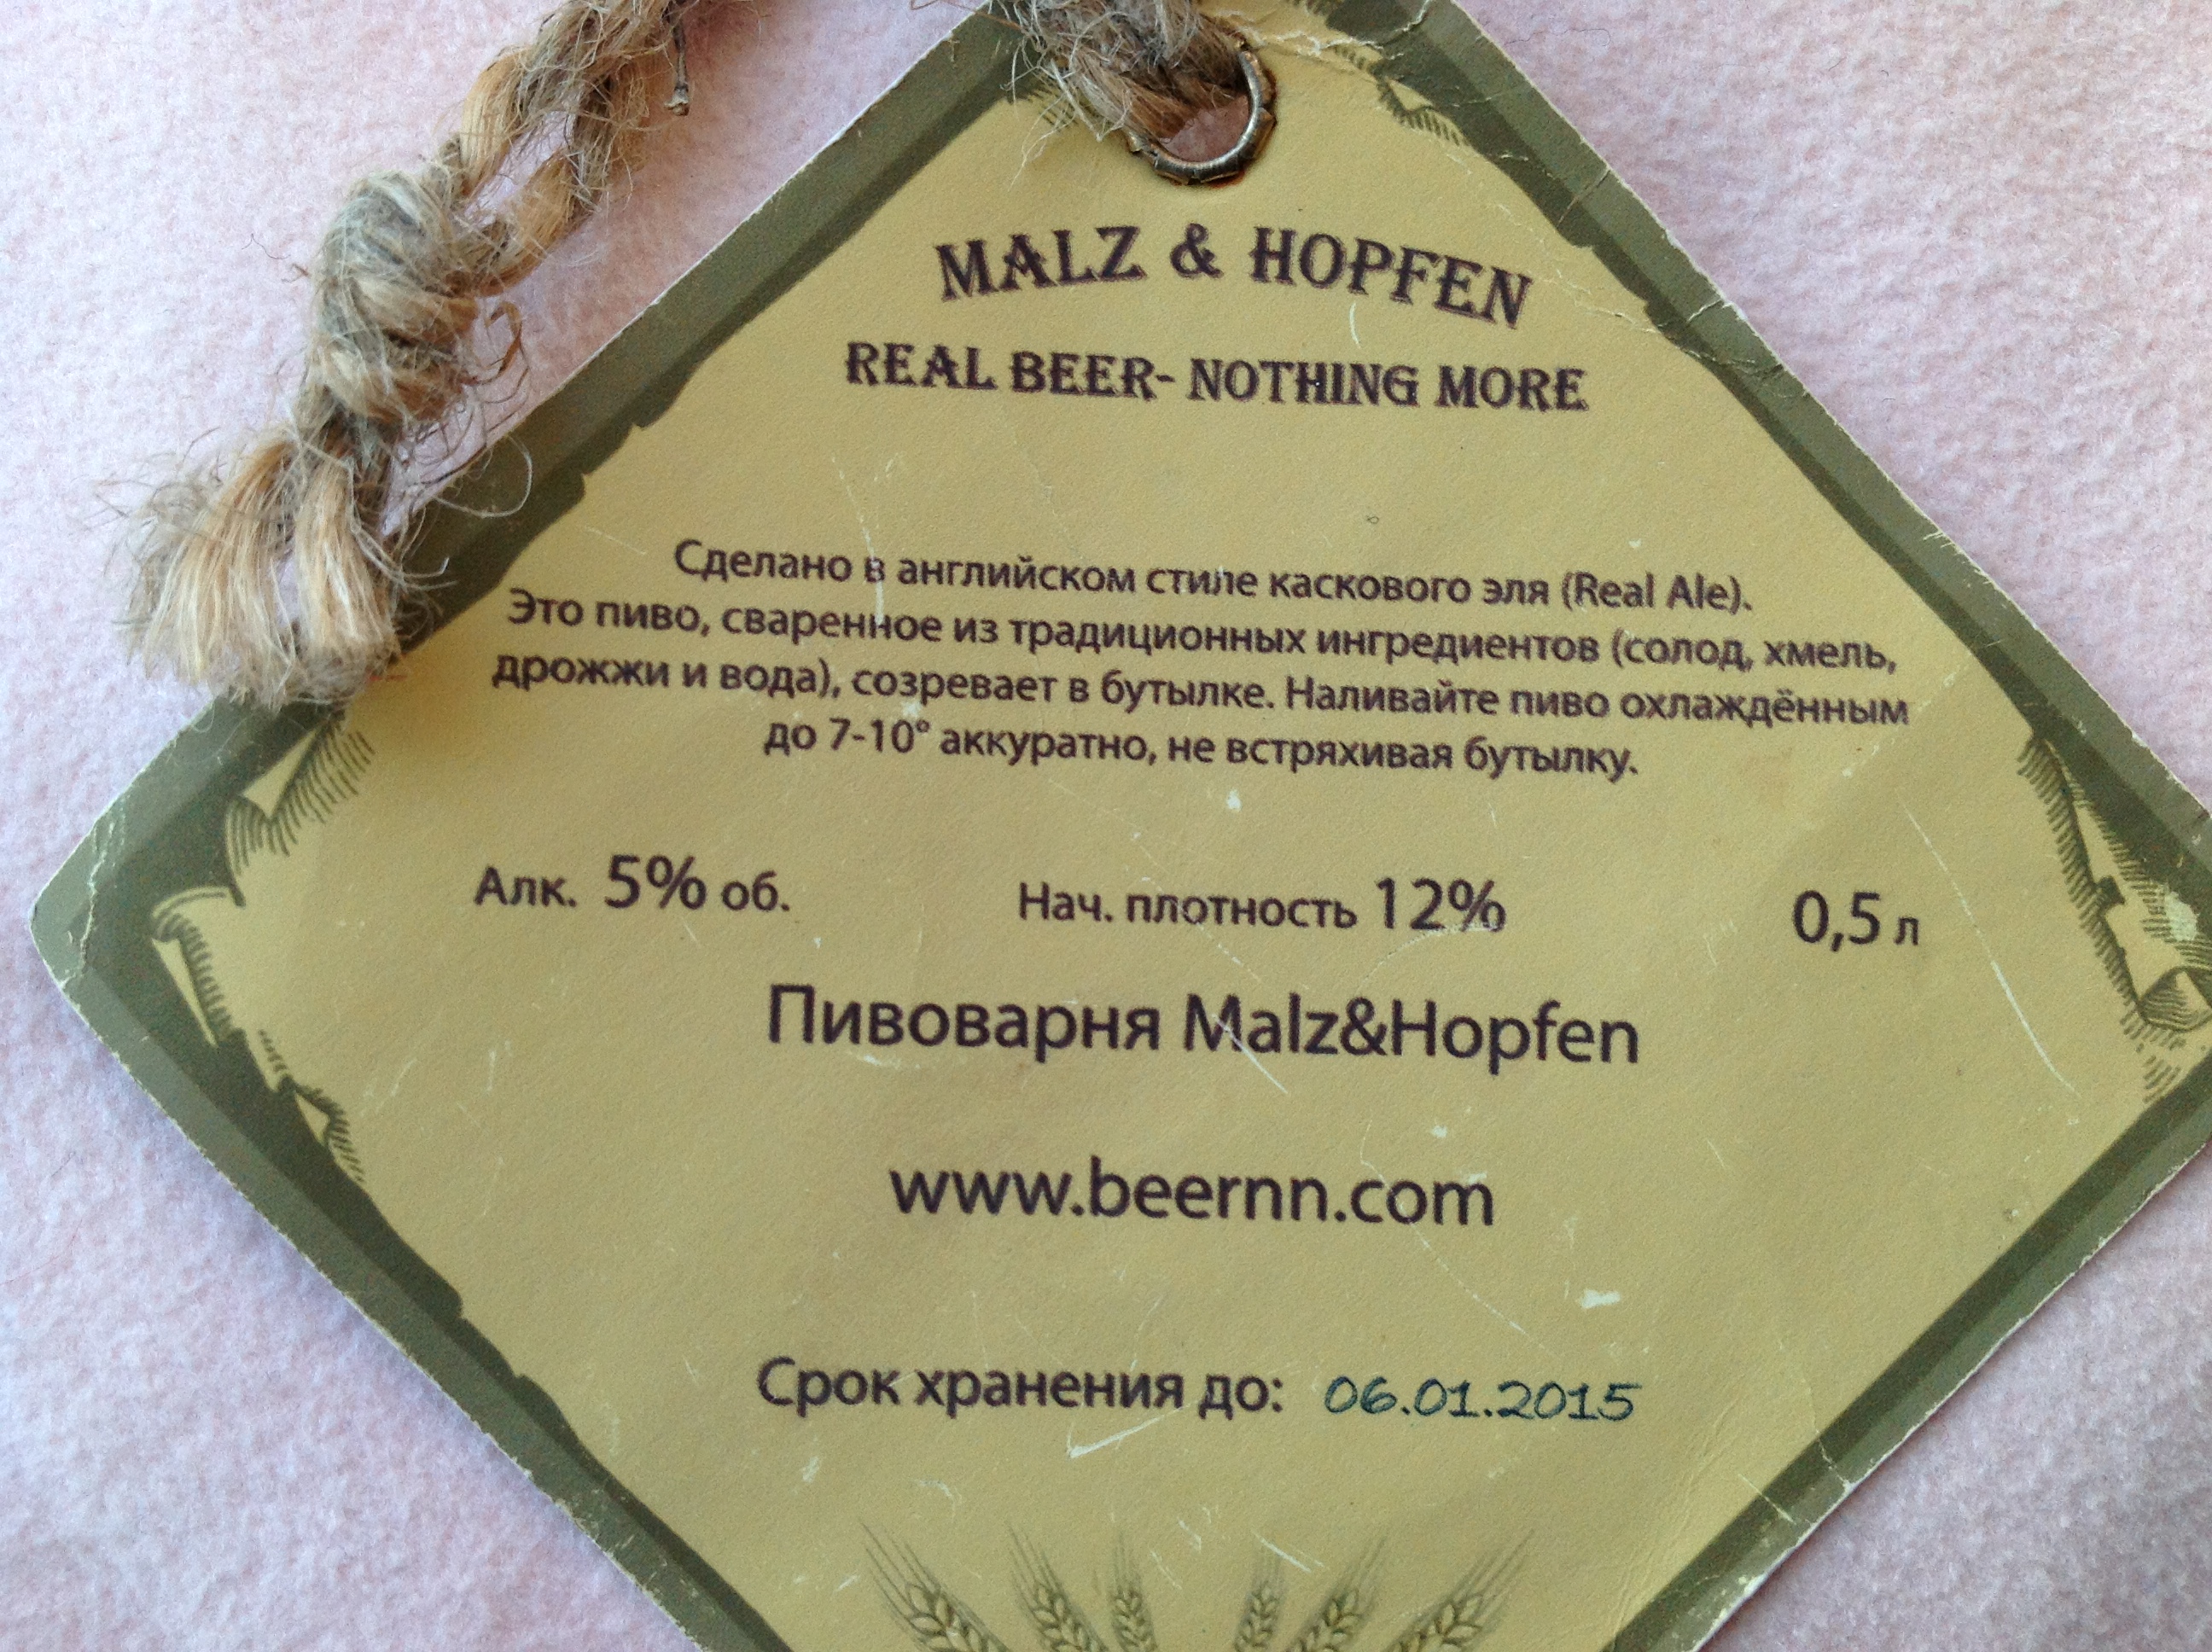 MALZ & HOPFEN
REAL BEER- NOTHING MORE
Сделано в английском стиле каскового эля (Real Ale).
Это пиво, сваренное из традиционных ингредиентов (солод, хмель,
дрожжи и вода), созревает в бутылке. Наливайте пиво охлаждённым
до 7-10° аккуратно, не встряхивая бутылку.
Алк. 5% об. Нач. плотность 12% 0,5 л
Пивоварня Malz&Hopfen
www.beernn.com
Срок хранения до: 06.01.2015